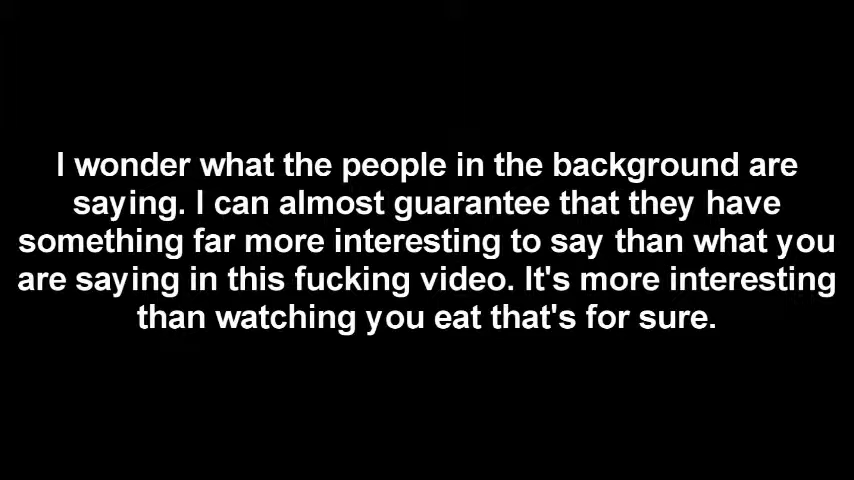 I wonder what the people in the background are
saying. I can almost guarantee that they have
something far more interesting to say than what you
are saying in this fucking video. It's more interesting
than watching you eat that's for sure.